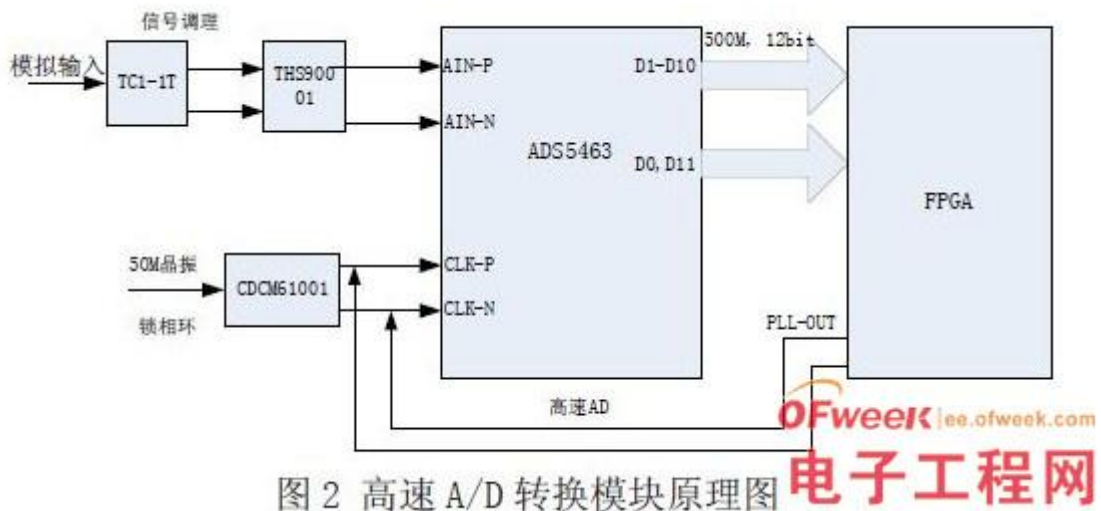 信号调理
模拟输入
TC1-1T
THS90
01
AIN-P
AIN-N
ADS5463
D1-D10
D0,D11
500M, 12bit
FPGA
50M晶振
锁相环
CDCM61001
CLK-P
CLK-N
PLL-OUT
高速AD
OFweek ee.ofweek.com
电子工程网
图 2 高速 A/D 转换模块原理图